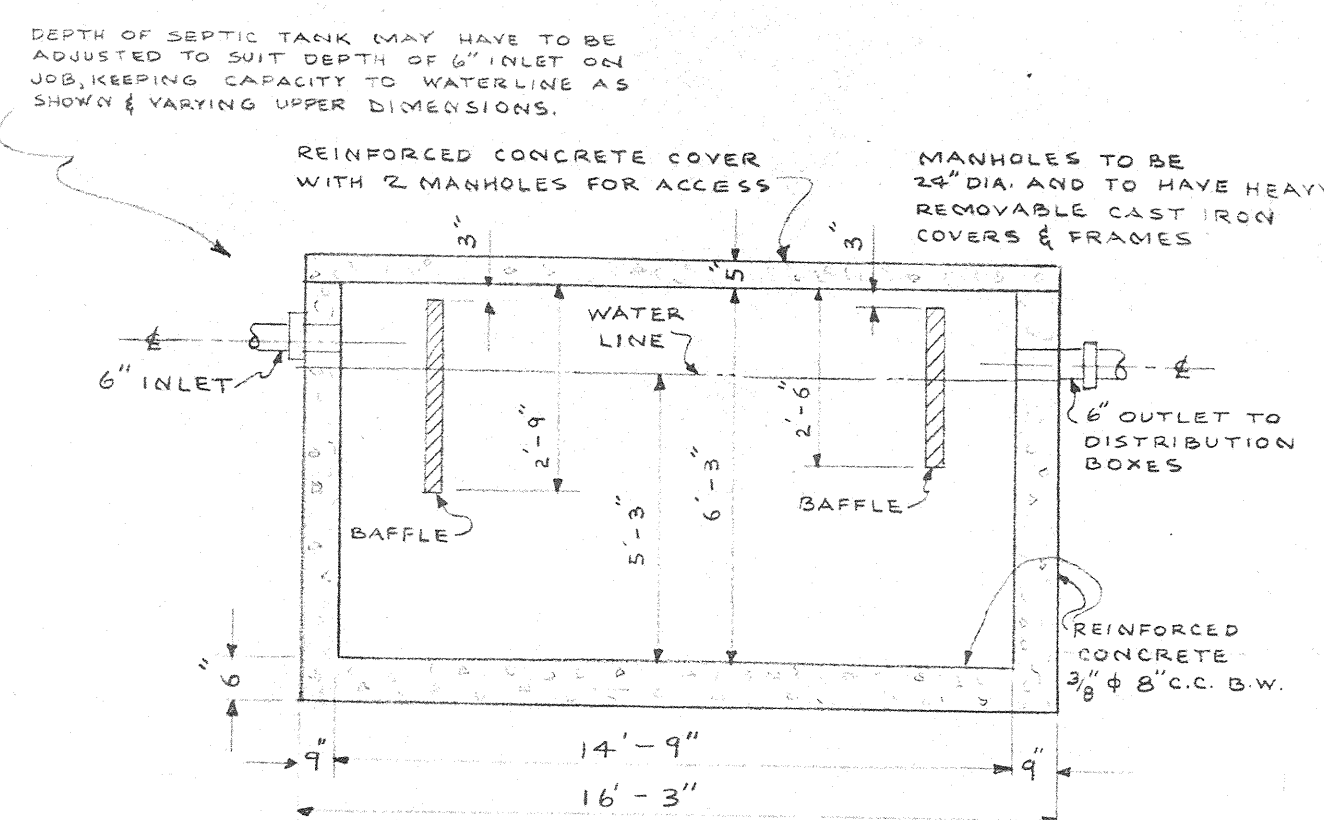 DEPTH OF SEPTIC TANK MAY HAVE TO BE
ADJUSTED TO SUIT DEPTH OF 6" INLET ON
JOB, KEEPING CAPACITY TO WATERLINE AS
SHOWN & VARYING UPPER DIMENSIONS.
REINFORCED CONCRETE COVER
WITH 2 MANHOLES FOR ACCESS
MANHOLES TO BE
24" DIA. AND TO HAVE HEAVY
REMOVABLE CAST IRON
COVERS & FRAMES
3"
5"
3"
WATER
LINE
℄
6" INLET
℄
6" OUTLET TO
DISTRIBUTION
BOXES
2'-9"
2'-6"
BAFFLE
BAFFLE
5'-3"
6'-3"
REINFORCED
CONCRETE
3/8" ϕ 8" C.C. B.W.
6"
9"
14'-9"
9"
16'-3"